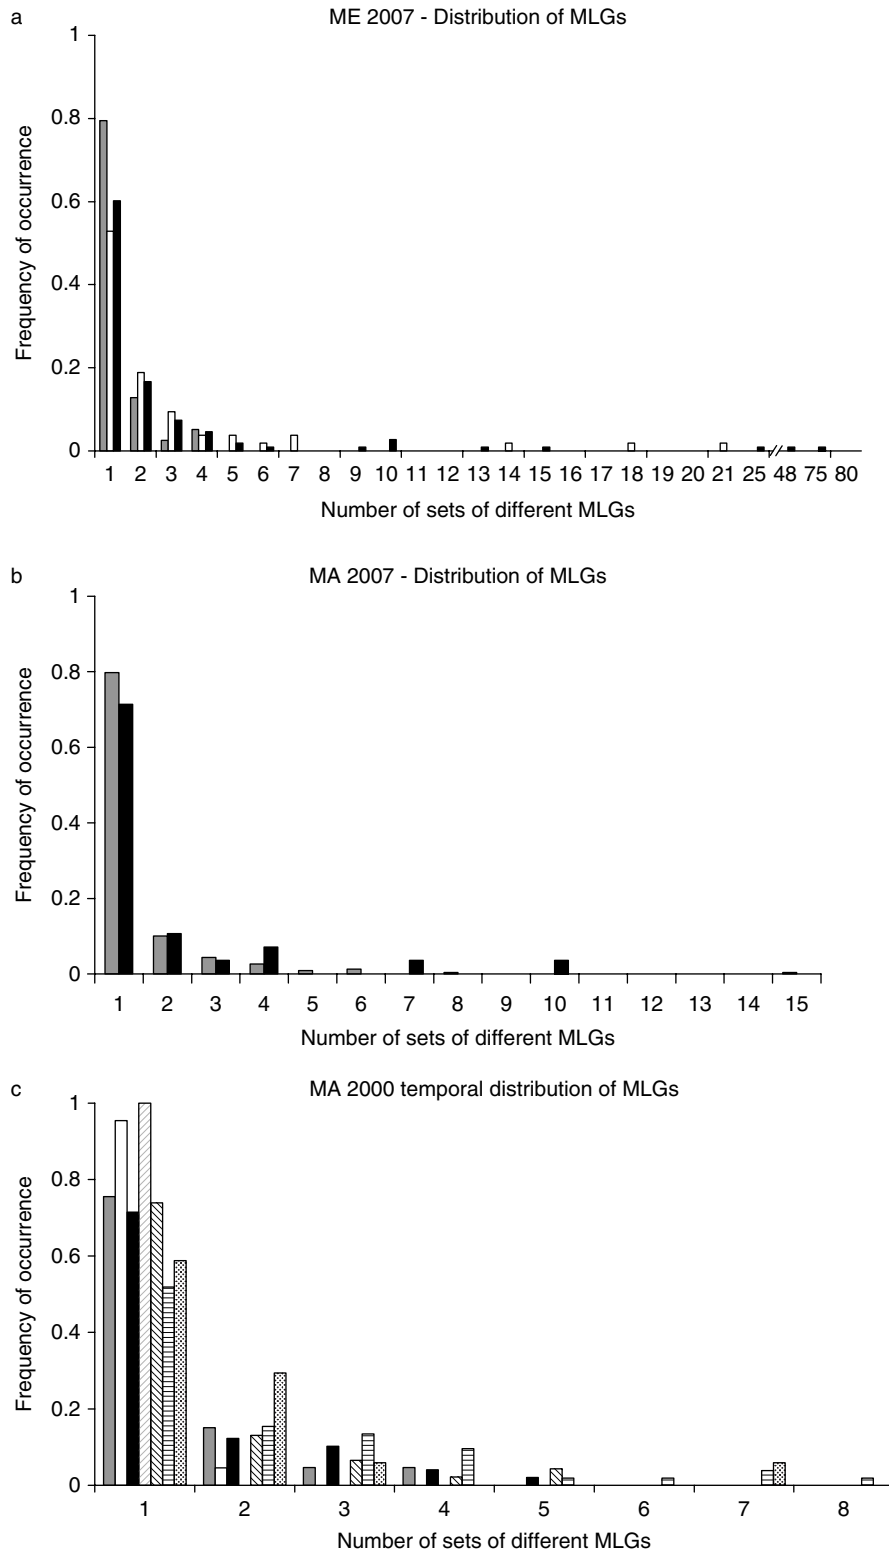 a
ME 2007 - Distribution of MLGs
Frequency of occurrence
1
0.8
0.6
0.4
0.2
0
1 2 3 4 5 6 7 8 9 10 11 12 13 14 15 16 17 18 19 20 21 25 48 75 80
Number of sets of different MLGs
b
MA 2007 - Distribution of MLGs
Frequency of occurrence
1
0.8
0.6
0.4
0.2
0
1 2 3 4 5 6 7 8 9 10 11 12 13 14 15
Number of sets of different MLGs
c
MA 2000 temporal distribution of MLGs
Frequency of occurrence
1
0.8
0.6
0.4
0.2
0
1 2 3 4 5 6 7 8
Number of sets of different MLGs